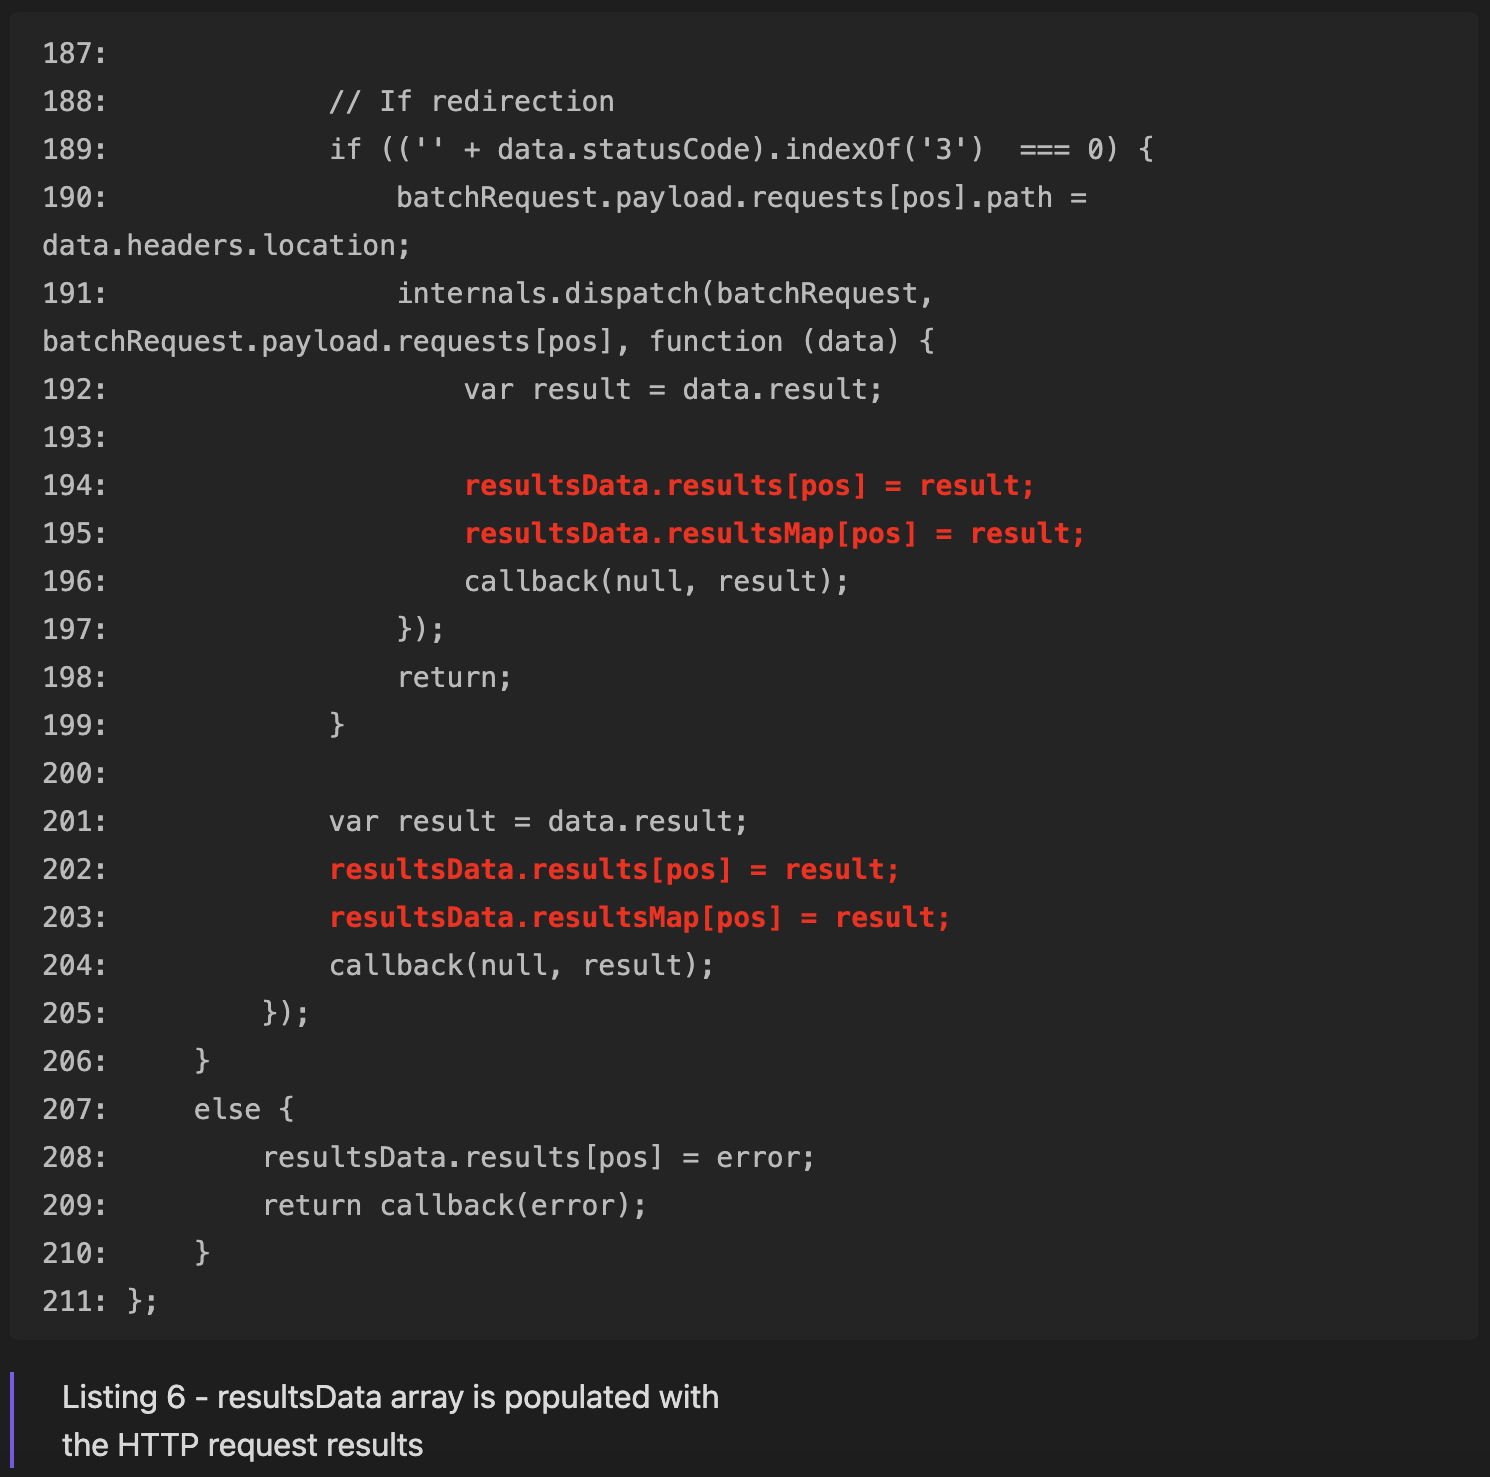 187:
188:             // If redirection
189:             if (('' + data.statusCode).indexOf('3')  === 0) {
190:                 batchRequest.payload.requests[pos].path =
data.headers.location;
191:                 internals.dispatch(batchRequest,
batchRequest.payload.requests[pos], function (data) {
192:                     var result = data.result;
193:
194:                     resultsData.results[pos] = result;
195:                     resultsData.resultsMap[pos] = result;
196:                     callback(null, result);
197:                 });
198:                 return;
199:             }
200:
201:             var result = data.result;
202:             resultsData.results[pos] = result;
203:             resultsData.resultsMap[pos] = result;
204:             callback(null, result);
205:         });
206:     }
207:     else {
208:         resultsData.results[pos] = error;
209:         return callback(error);
210:     }
211: };
Listing 6 - resultsData array is populated with
the HTTP request results